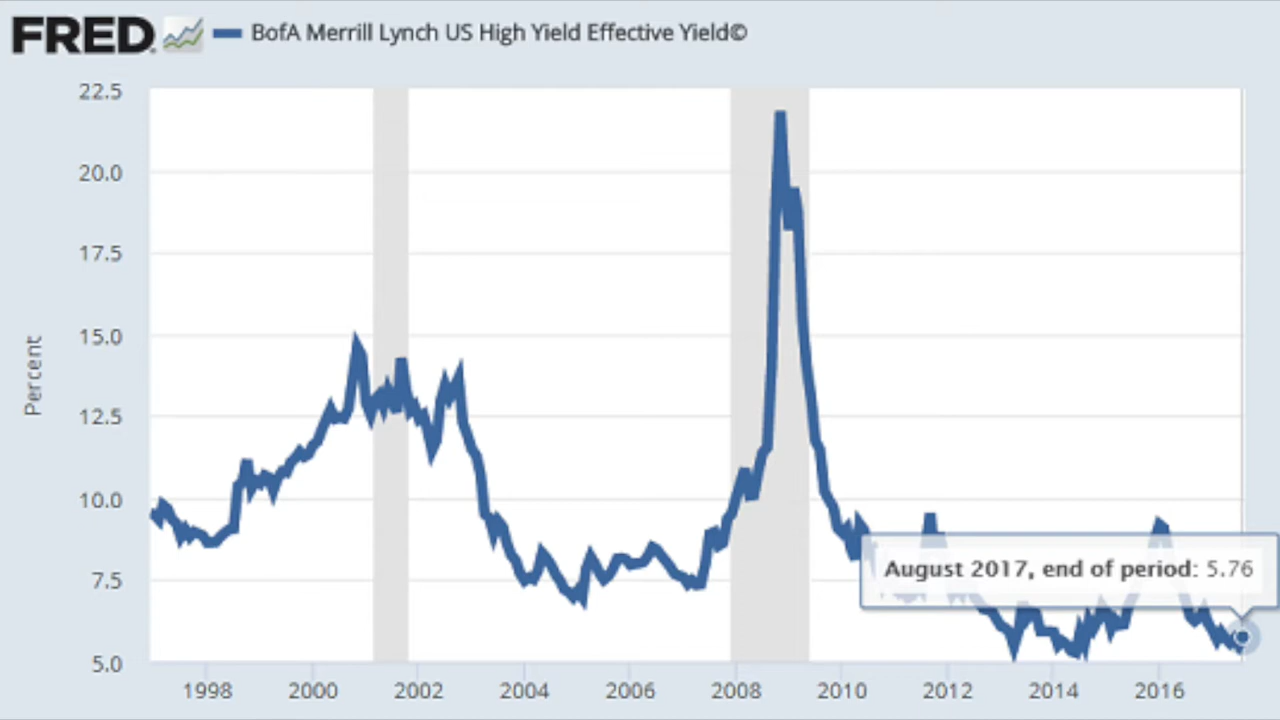 FRED BofA Merrill Lynch US High Yield Effective Yield©
22.5
20.0
17.5
15.0
12.5
10.0
7.5
5.0
Percent
August 2017, end of period: 5.76
1998 2000 2002 2004 2006 2008 2010 2012 2014 2016